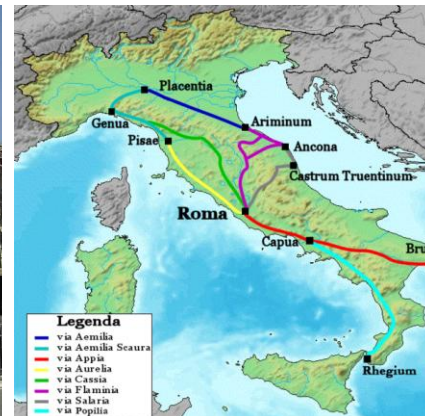 Placentia
Genua
Ariminum
Pisae
Ancona
Castrum Truentinum
Roma
Capua
Bru
Rhegium
Legenda
via Aemilia
via Aemilia Scaura
via Appia
via Aurelia
via Cassia
via Flaminia
via Salaria
via Popilia